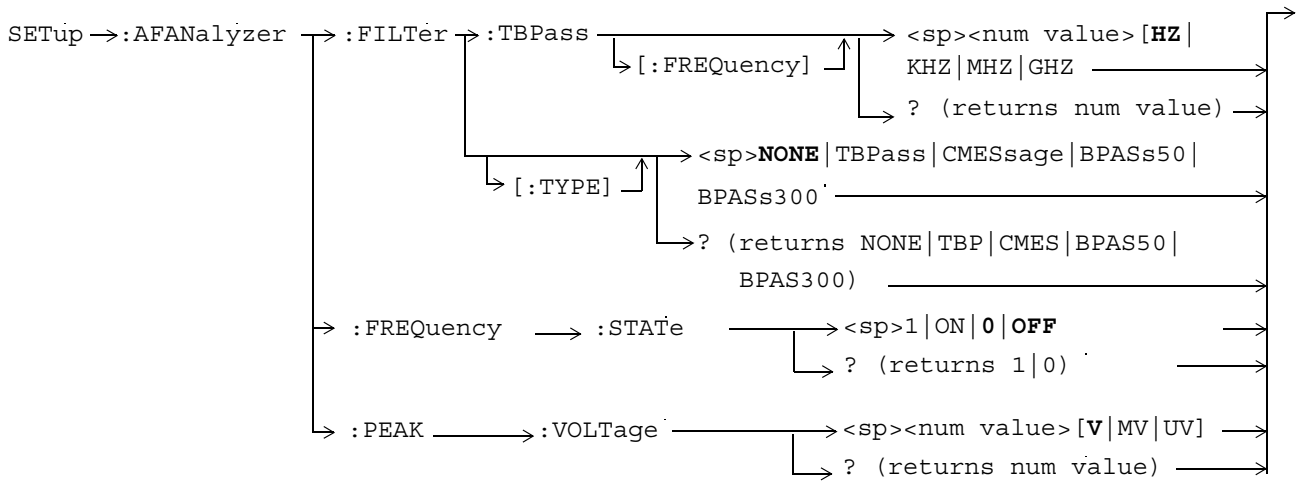 SETup :AFANalyzer :FILTer :TBPass <sp><num value>[HZ|
[:FREQuency] KHZ|MHZ|GHZ
? (returns num value)
<sp>NONE|TBPass|CMESsage|BPASs50|
[:TYPE] BPASs300
? (returns NONE|TBP|CMES|BPAS50|
BPAS300)
:FREQuency :STATe <sp>1|ON|0|OFF
? (returns 1|0)
:PEAK :VOLTage <sp><num value>[V|MV|UV]
? (returns num value)